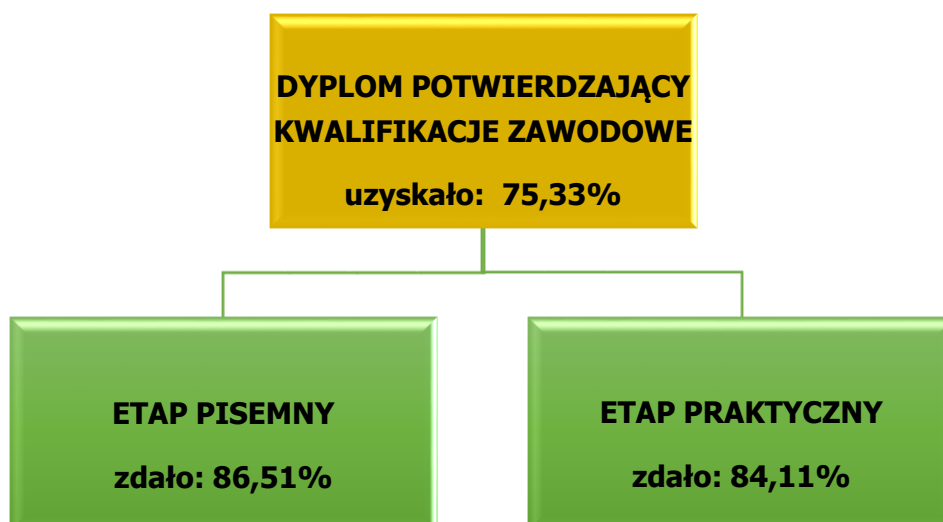 DYPLOM POTWIERDZAJĄCY
KWALIFIKACJE ZAWODOWE
uzyskało: 75,33%
ETAP PISEMNY
zdało: 86,51%
ETAP PRAKTYCZNY
zdało: 84,11%